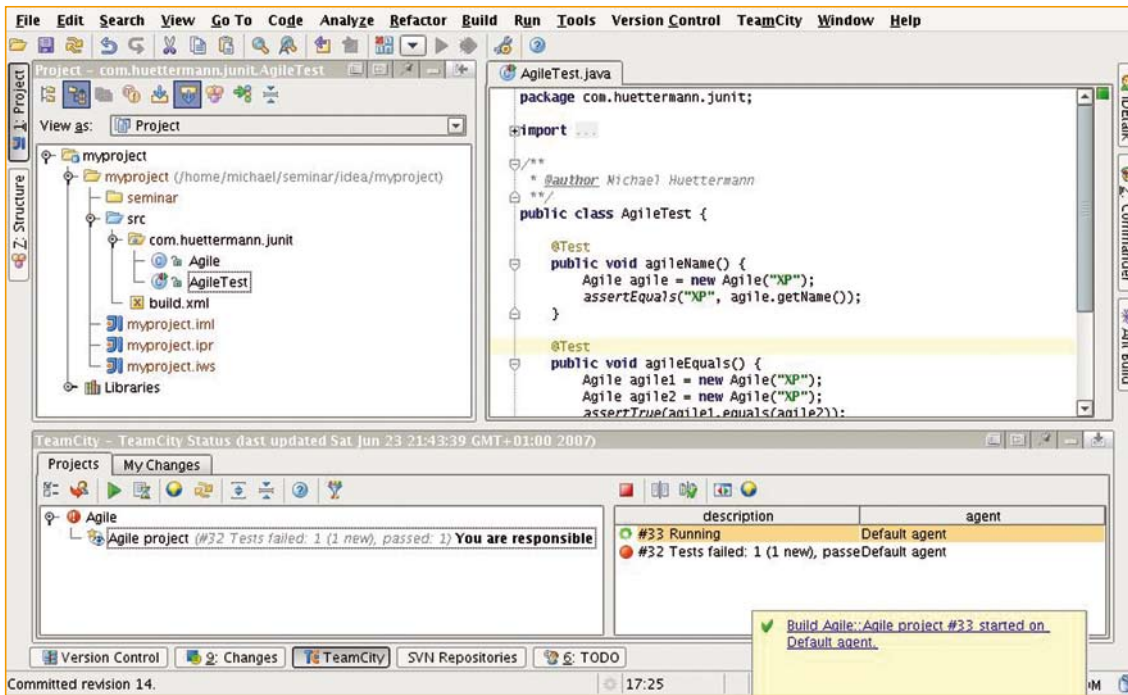 File Edit Search View Go To Code Analyze Refactor Build Run Tools Version Control TeamCity Window Help
Project - com.huettermann.junit.AgileTest
1: Project
View as: Project
myproject
myproject (/home/michael/seminar/idea/myproject)
seminar
src
com.huettermann.junit
Agile
AgileTest
build.xml
myproject.iml
myproject.ipr
myproject.iws
Libraries
Z: Structure
AgileTest.java
package com.huettermann.junit;
import ...
/**
* @author Michael Huettermann
**/
public class AgileTest {
@Test
public void agileName() {
Agile agile = new Agile("XP");
assertEquals("XP", agile.getName());
}
@Test
public void agileEquals() {
Agile agile1 = new Agile("XP");
Agile agile2 = new Agile("XP");
assertTrue(agile1.equals(agile2));
IDEtalk
2: Commander
Ant Build
TeamCity - TeamCity Status (last updated Sat Jun 23 21:43:39 GMT+01:00 2007)
Projects My Changes
Agile
Agile project (#32 Tests failed: 1 (1 new), passed: 1) You are responsible
description agent
#33 Running Default agent
#32 Tests failed: 1 (1 new), passe Default agent
Build Agile::Agile project #33 started on
Default agent.
Version Control 9: Changes TeamCity SVN Repositories 6: TODO
Committed revision 14. 17:25